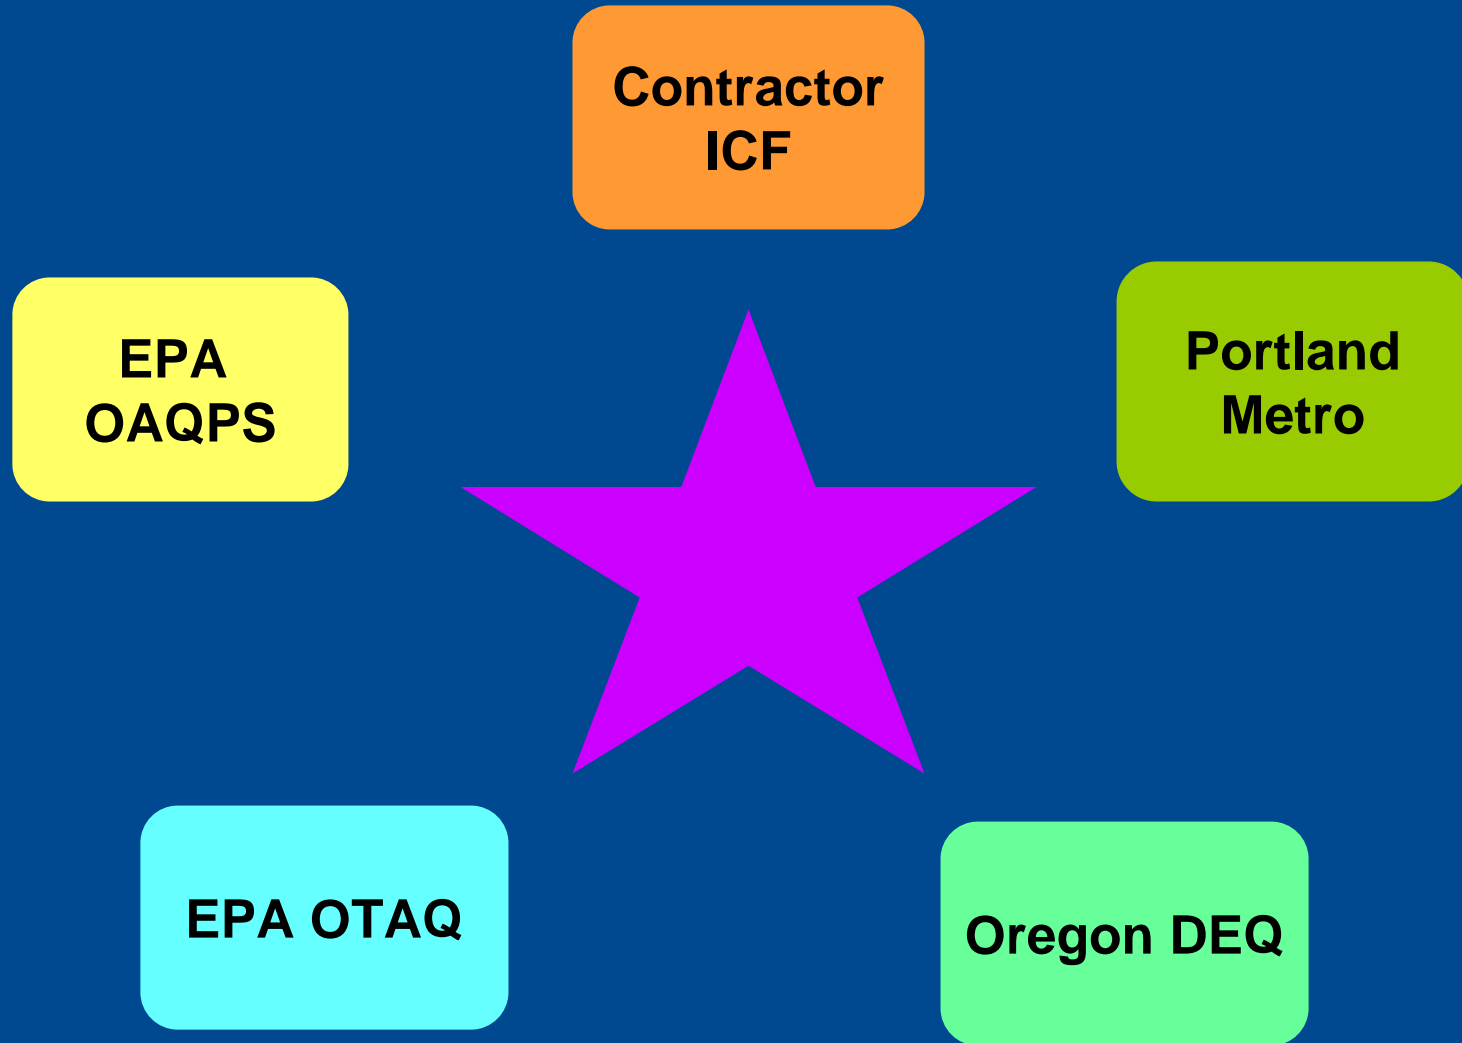 Contractor
ICF
EPA
OAQPS
Portland
Metro
EPA OTAQ
Oregon DEQ